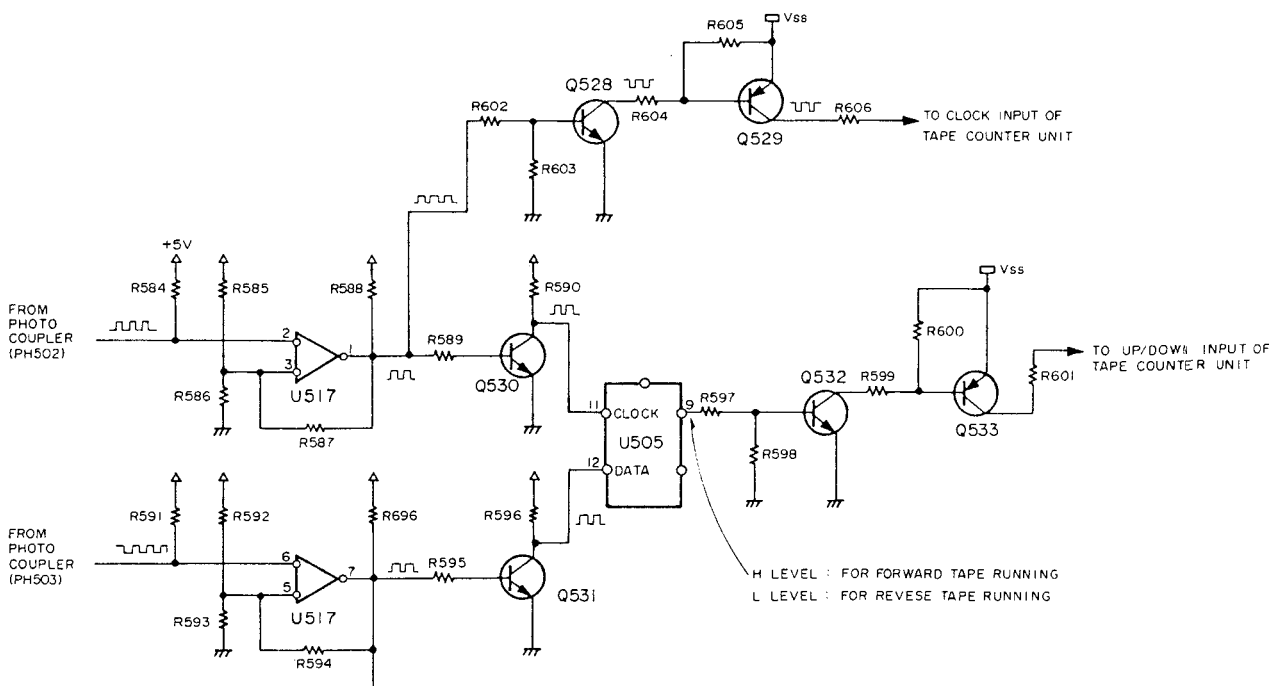 R605
Vss
Q528
R602
R604
Q529
R606
TO CLOCK INPUT OF
TAPE COUNTER UNIT
R603
+5V
R584
R585
R588
R590
FROM
PHOTO
COUPLER
(PH502)
2
3
1
R589
U517
Q530
R586
R587
Vss
R600
TO UP/DOWN INPUT OF
TAPE COUNTER UNIT
R601
Q532
R599
Q533
11
CLOCK
9
R597
U505
12
DATA
R598
R591
R592
R696
R596
FROM
PHOTO
COUPLER
(PH503)
6
5
7
R595
U517
Q531
R593
R594
H LEVEL : FOR FORWARD TAPE RUNNING
L LEVEL : FOR REVESE TAPE RUNNING